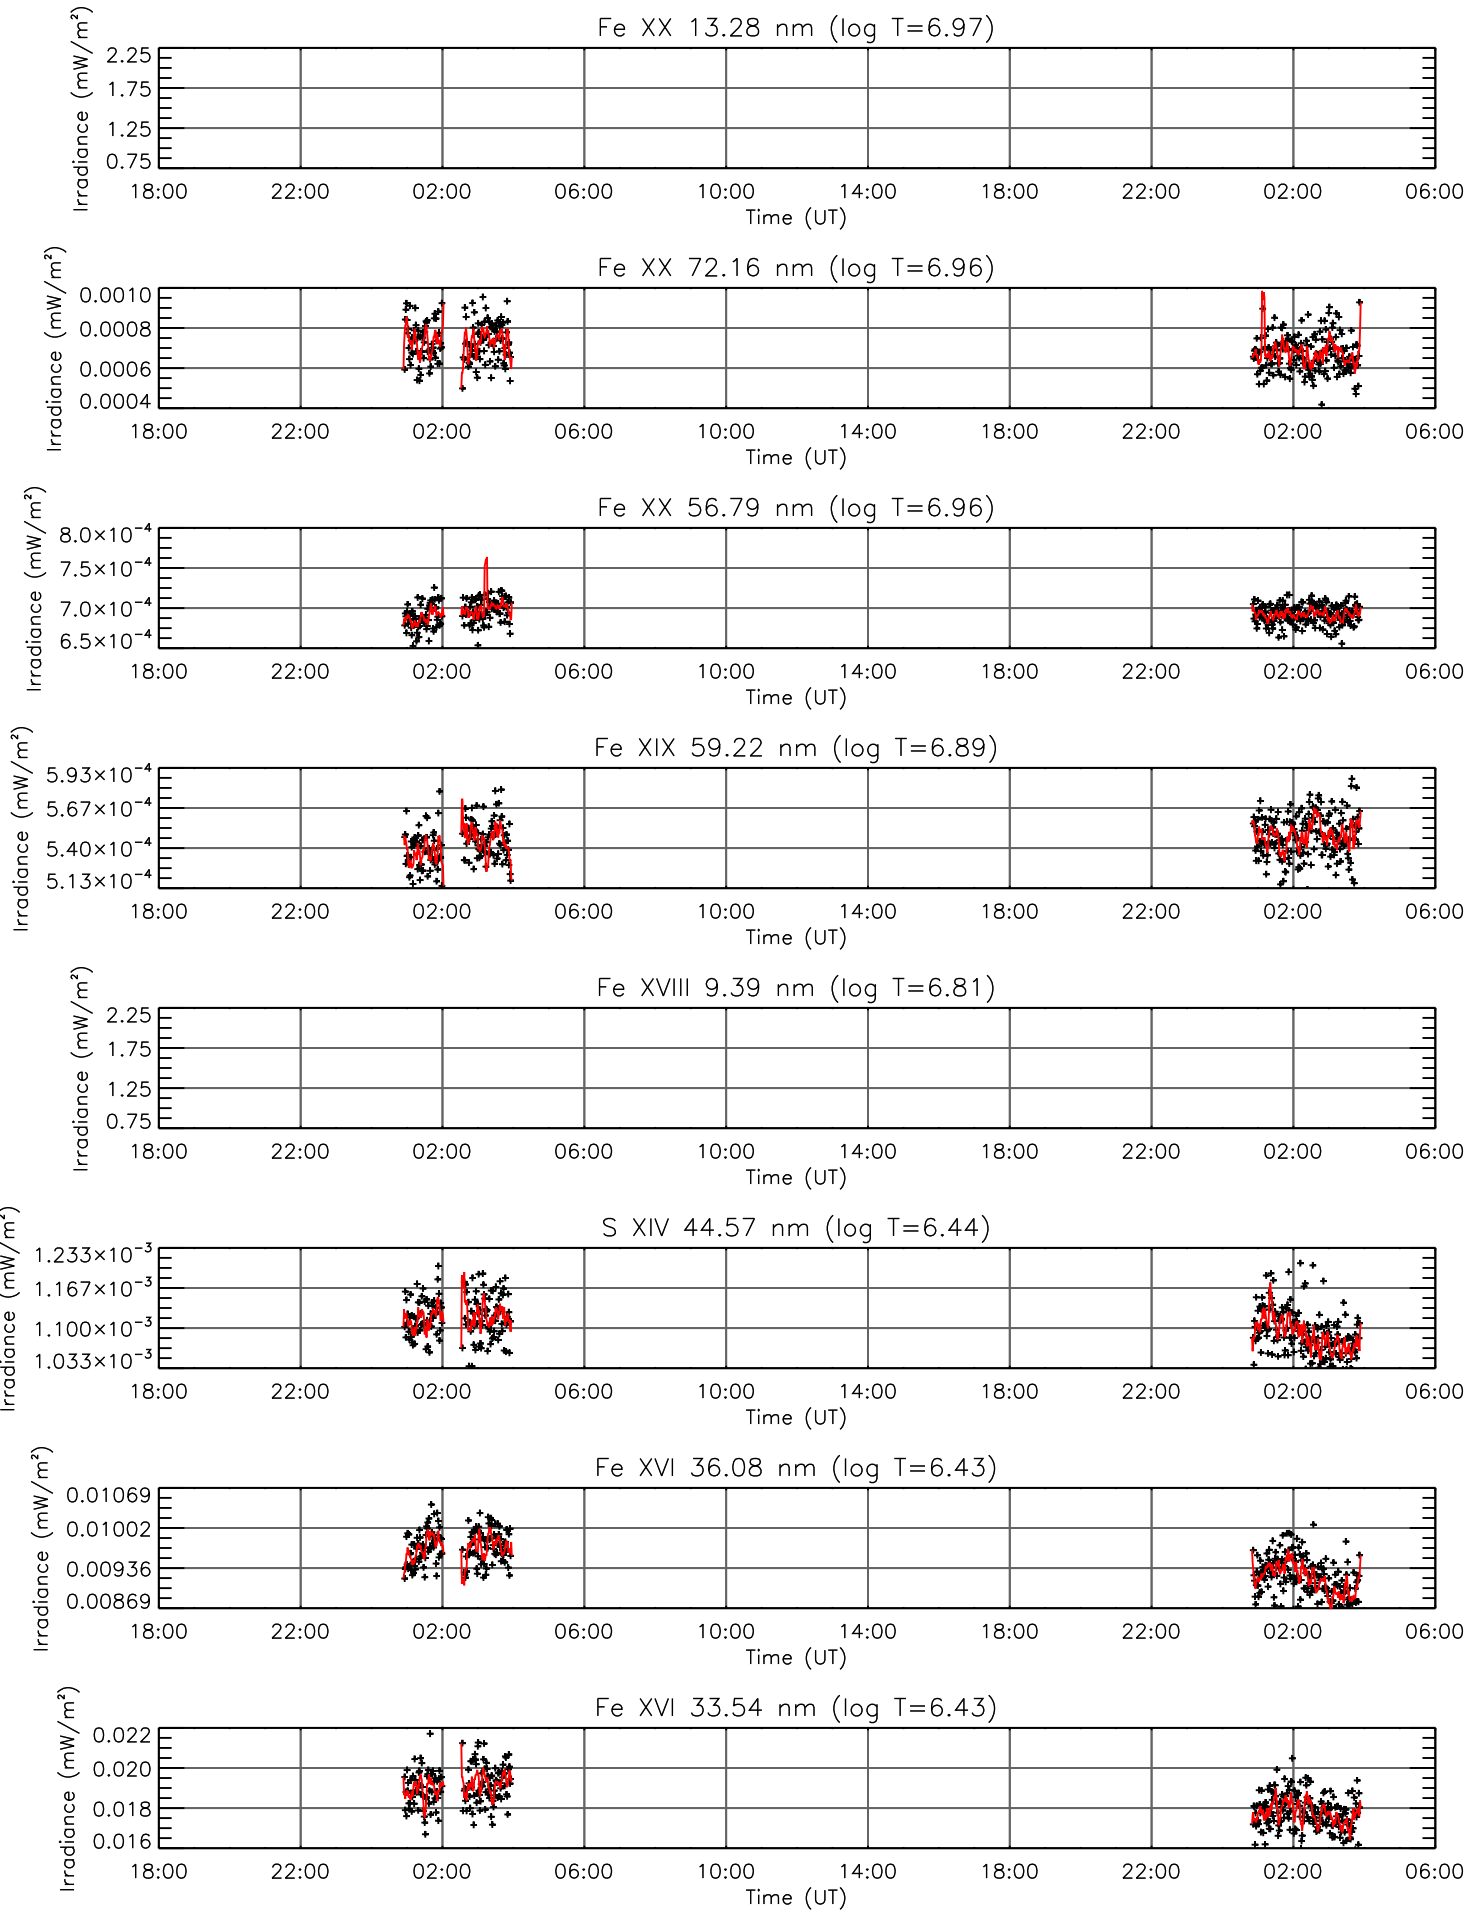 Fe XX 13.28 nm (log T=6.97)
Irradiance (mW/m²)
2.25
1.75
1.25
0.75
18:00 22:00 02:00 06:00 10:00 14:00 18:00 22:00 02:00 06:00
Time (UT)
Fe XX 72.16 nm (log T=6.96)
Irradiance (mW/m²)
0.0010
0.0008
0.0006
0.0004
18:00 22:00 02:00 06:00 10:00 14:00 18:00 22:00 02:00 06:00
Time (UT)
Fe XX 56.79 nm (log T=6.96)
Irradiance (mW/m²)
8.0×10⁻⁴
7.5×10⁻⁴
7.0×10⁻⁴
6.5×10⁻⁴
18:00 22:00 02:00 06:00 10:00 14:00 18:00 22:00 02:00 06:00
Time (UT)
Fe XIX 59.22 nm (log T=6.89)
Irradiance (mW/m²)
5.93×10⁻⁴
5.67×10⁻⁴
5.40×10⁻⁴
5.13×10⁻⁴
18:00 22:00 02:00 06:00 10:00 14:00 18:00 22:00 02:00 06:00
Time (UT)
Fe XVIII 9.39 nm (log T=6.81)
Irradiance (mW/m²)
2.25
1.75
1.25
0.75
18:00 22:00 02:00 06:00 10:00 14:00 18:00 22:00 02:00 06:00
Time (UT)
S XIV 44.57 nm (log T=6.44)
Irradiance (mW/m²)
1.233×10⁻³
1.167×10⁻³
1.100×10⁻³
1.033×10⁻³
18:00 22:00 02:00 06:00 10:00 14:00 18:00 22:00 02:00 06:00
Time (UT)
Fe XVI 36.08 nm (log T=6.43)
Irradiance (mW/m²)
0.01069
0.01002
0.00936
0.00869
18:00 22:00 02:00 06:00 10:00 14:00 18:00 22:00 02:00 06:00
Time (UT)
Fe XVI 33.54 nm (log T=6.43)
Irradiance (mW/m²)
0.022
0.020
0.018
0.016
18:00 22:00 02:00 06:00 10:00 14:00 18:00 22:00 02:00 06:00
Time (UT)